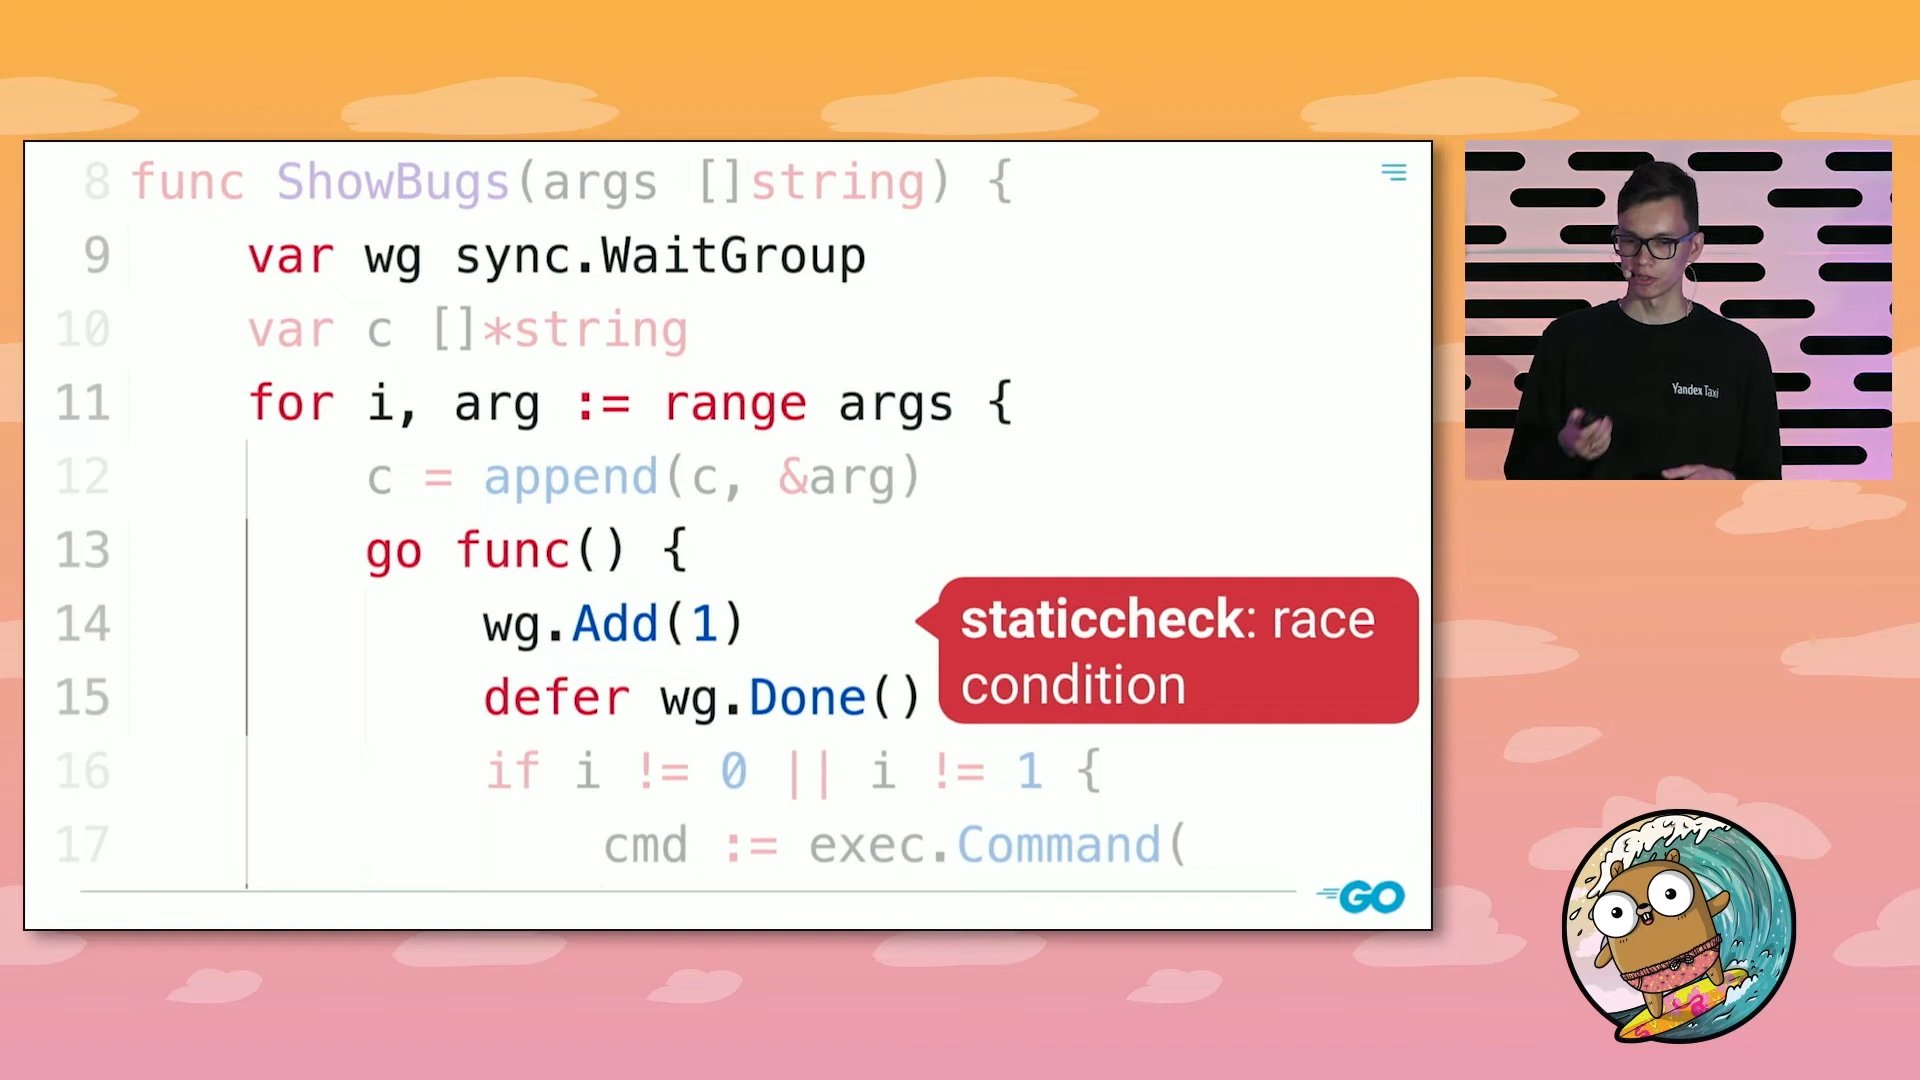 8 func ShowBugs(args []string) {
9 var wg sync.WaitGroup
10 var c []*string
11 for i, arg := range args {
12 c = append(c, &arg)
13 go func() {
14 wg.Add(1)
staticcheck: race
condition
15 defer wg.Done()
16 if i != 0 || i != 1 {
17 cmd := exec.Command(
GO
Yandex Taxi